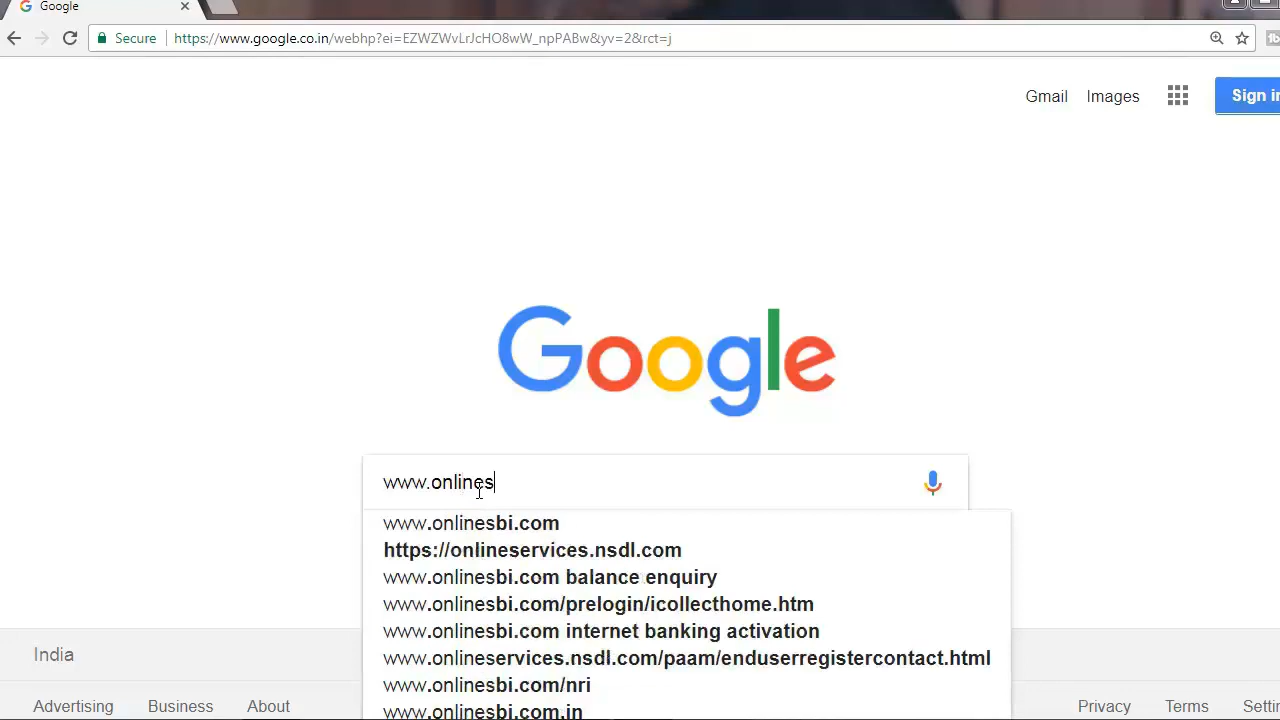 Google
Secure https://www.google.co.in/webhp?ei=EZWZWvLrJcHO8wW_npPABw&yv=2&rct=j
Gmail Images Sign in
Google
www.onlines
www.onlinesbi.com
https://onlineservices.nsdl.com
www.onlinesbi.com balance enquiry
www.onlinesbi.com/prelogin/icollecthome.htm
www.onlinesbi.com internet banking activation
www.onlineservices.nsdl.com/paam/enduserregistercontact.html
www.onlinesbi.com/nri
www.onlinesbi.com.in
India
Advertising Business About Privacy Terms